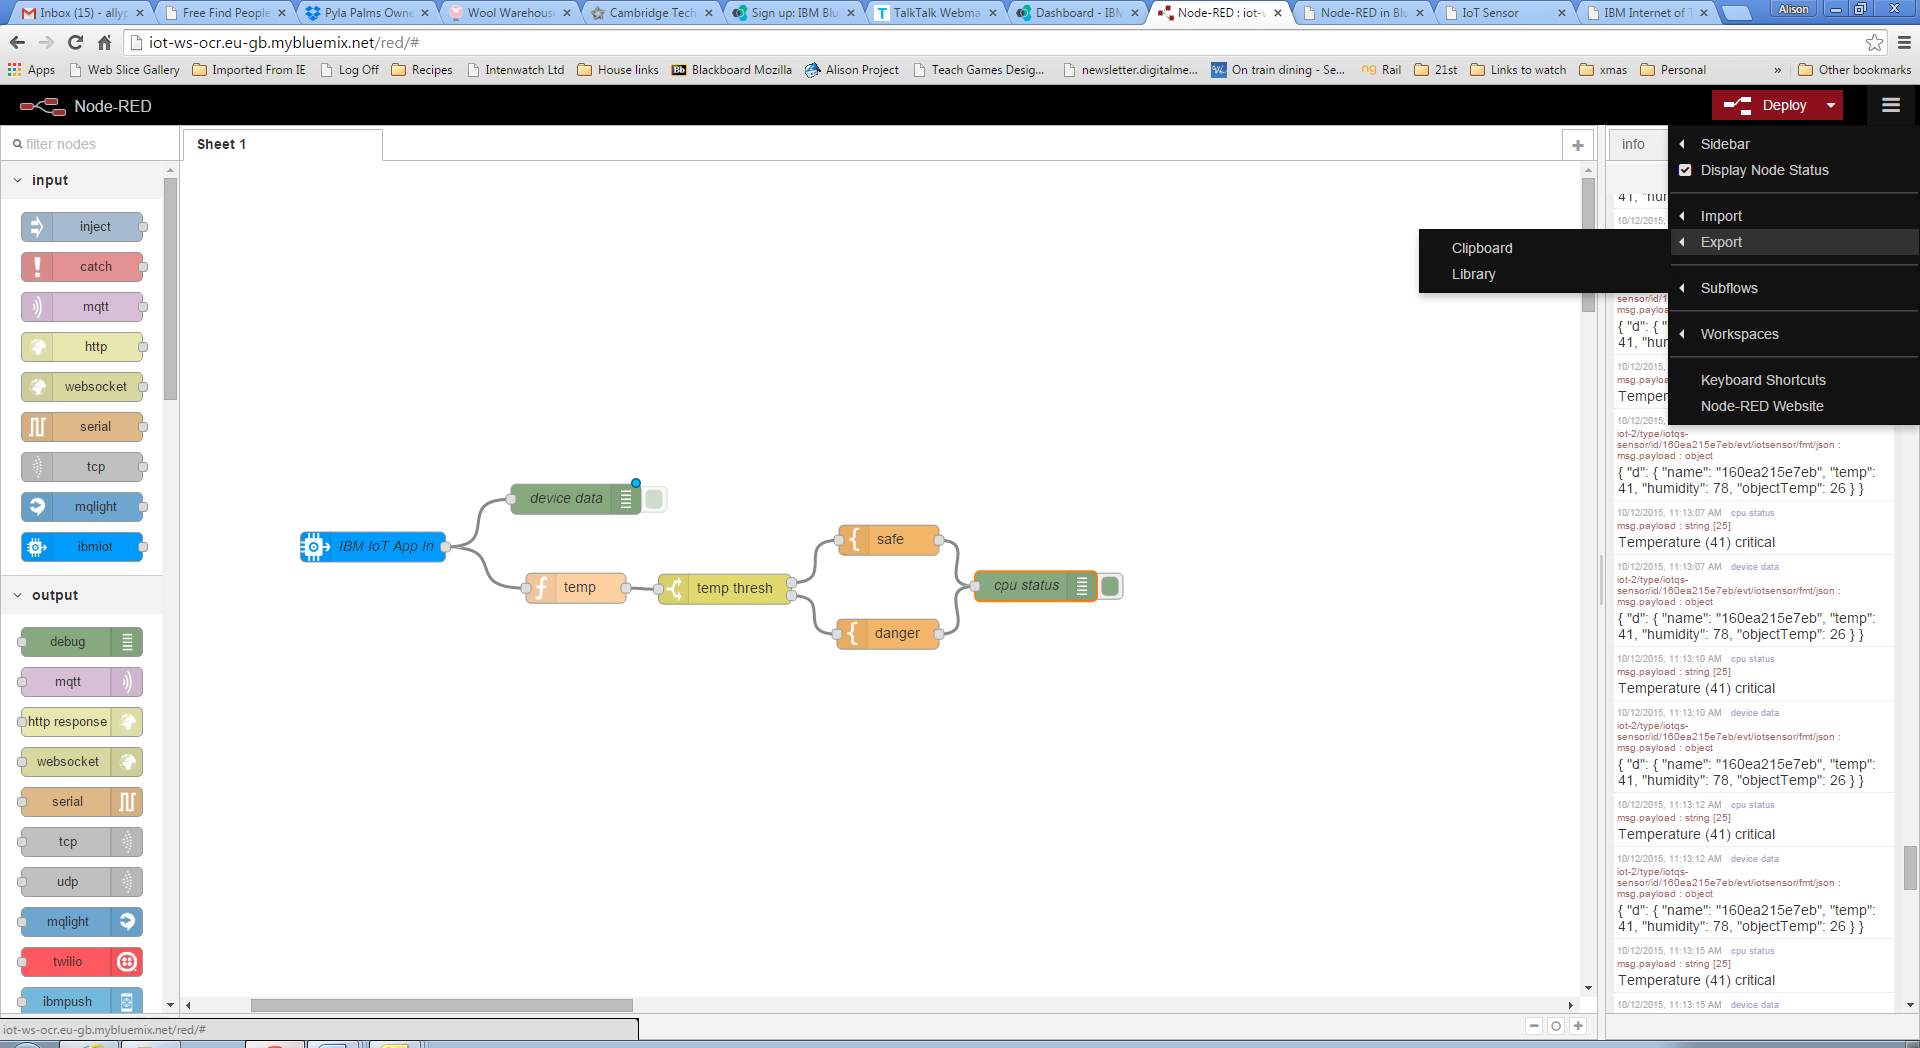 Inbox (15) - allyp
Free Find People
Pyla Palms Owne
Wool Warehous
Cambridge Tech
Sign up: IBM Blu
TalkTalk Webma
Dashboard - IBM
Node-RED : iot-w
Node-RED in Blu
IoT Sensor
IBM Internet of T
Alison
iot-ws-ocr.eu-gb.mybluemix.net/red/#
Apps
Web Slice Gallery
Imported From IE
Log Off
Recipes
Intenwatch Ltd
House links
Bb Blackboard Mozilla
Alison Project
Teach Games Desig...
newsletter.digitalme...
On train dining - Se...
ng Rail
21st
Links to watch
xmas
Personal
»
Other bookmarks
Node-RED
Deploy
filter nodes
Sheet 1
info
input
inject
catch
mqtt
http
websocket
serial
tcp
mqlight
ibmiot
output
debug
mqtt
http response
websocket
serial
tcp
udp
mqlight
twilio
ibmpush
device data
IBM IoT App In
temp
temp thresh
safe
danger
cpu status
Sidebar
Display Node Status
Import
Export
Clipboard
Library
Subflows
Workspaces
Keyboard Shortcuts
Node-RED Website
41, "hur
10/12/2015,
sensor/id/1
msg.payloa
{ "d": { "
41, "hur
10/12/2015,
msg.payloa
Temper
10/12/2015,
iot-2/type/iotqs-
sensor/id/160ea215e7eb/evt/iotsensor/fmt/json :
msg.payload : object
{ "d": { "name": "160ea215e7eb", "temp":
41, "humidity": 78, "objectTemp": 26 } }
10/12/2015, 11:13:07 AM cpu status
msg.payload : string [25]
Temperature (41) critical
10/12/2015, 11:13:07 AM device data
iot-2/type/iotqs-
sensor/id/160ea215e7eb/evt/iotsensor/fmt/json :
msg.payload : object
{ "d": { "name": "160ea215e7eb", "temp":
41, "humidity": 78, "objectTemp": 26 } }
10/12/2015, 11:13:10 AM cpu status
msg.payload : string [25]
Temperature (41) critical
10/12/2015, 11:13:10 AM device data
iot-2/type/iotqs-
sensor/id/160ea215e7eb/evt/iotsensor/fmt/json :
msg.payload : object
{ "d": { "name": "160ea215e7eb", "temp":
41, "humidity": 78, "objectTemp": 26 } }
10/12/2015, 11:13:12 AM cpu status
msg.payload : string [25]
Temperature (41) critical
10/12/2015, 11:13:12 AM device data
iot-2/type/iotqs-
sensor/id/160ea215e7eb/evt/iotsensor/fmt/json :
msg.payload : object
{ "d": { "name": "160ea215e7eb", "temp":
41, "humidity": 78, "objectTemp": 26 } }
10/12/2015, 11:13:15 AM cpu status
msg.payload : string [25]
Temperature (41) critical
10/12/2015, 11:13:15 AM device data
iot-ws-ocr.eu-gb.mybluemix.net/red/#